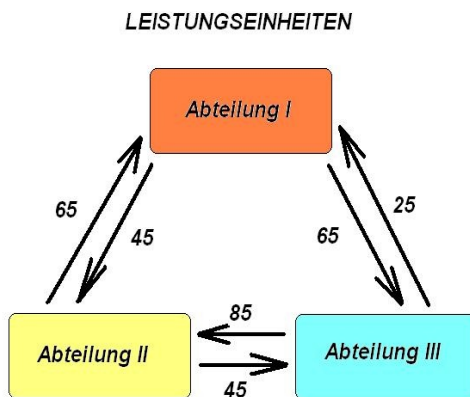 LEISTUNGSEINHEITEN
Abteilung I
65
45
65
25
Abteilung II
85
45
Abteilung III